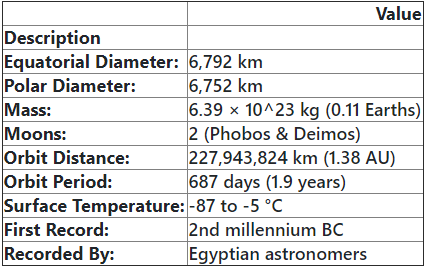 Value
Description
Equatorial Diameter: 6,792 km
Polar Diameter: 6,752 km
Mass: 6.39 × 10^23 kg (0.11 Earths)
Moons: 2 (Phobos & Deimos)
Orbit Distance: 227,943,824 km (1.38 AU)
Orbit Period: 687 days (1.9 years)
Surface Temperature: -87 to -5 °C
First Record: 2nd millennium BC
Recorded By: Egyptian astronomers